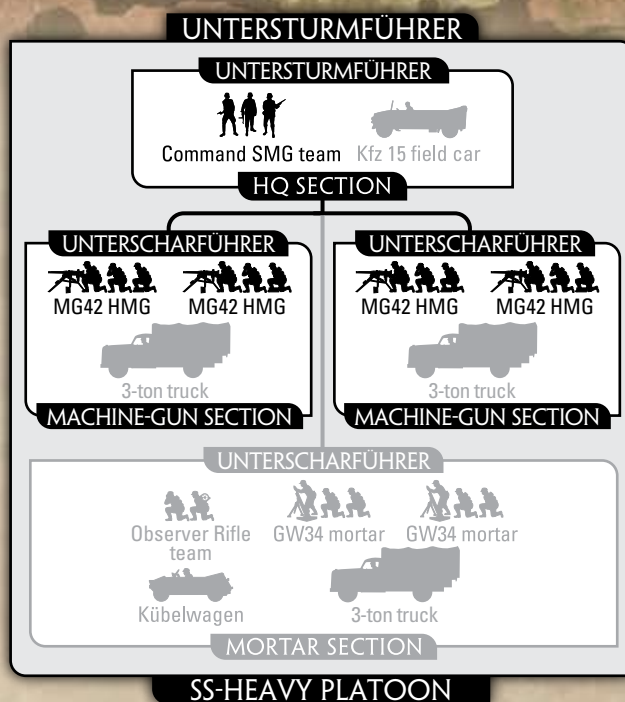 UNTERSTURMFÜHRER
UNTERSTURMFÜHRER
Command SMG team Kfz 15 field car
HQ SECTION
UNTERSCHARFÜHRER
MG42 HMG MG42 HMG
3-ton truck
MACHINE-GUN SECTION
UNTERSCHARFÜHRER
MG42 HMG MG42 HMG
3-ton truck
MACHINE-GUN SECTION
UNTERSCHARFÜHRER
Observer Rifle
team
GW34 mortar GW34 mortar
Kübelwagen 3-ton truck
MORTAR SECTION
SS-HEAVY PLATOON